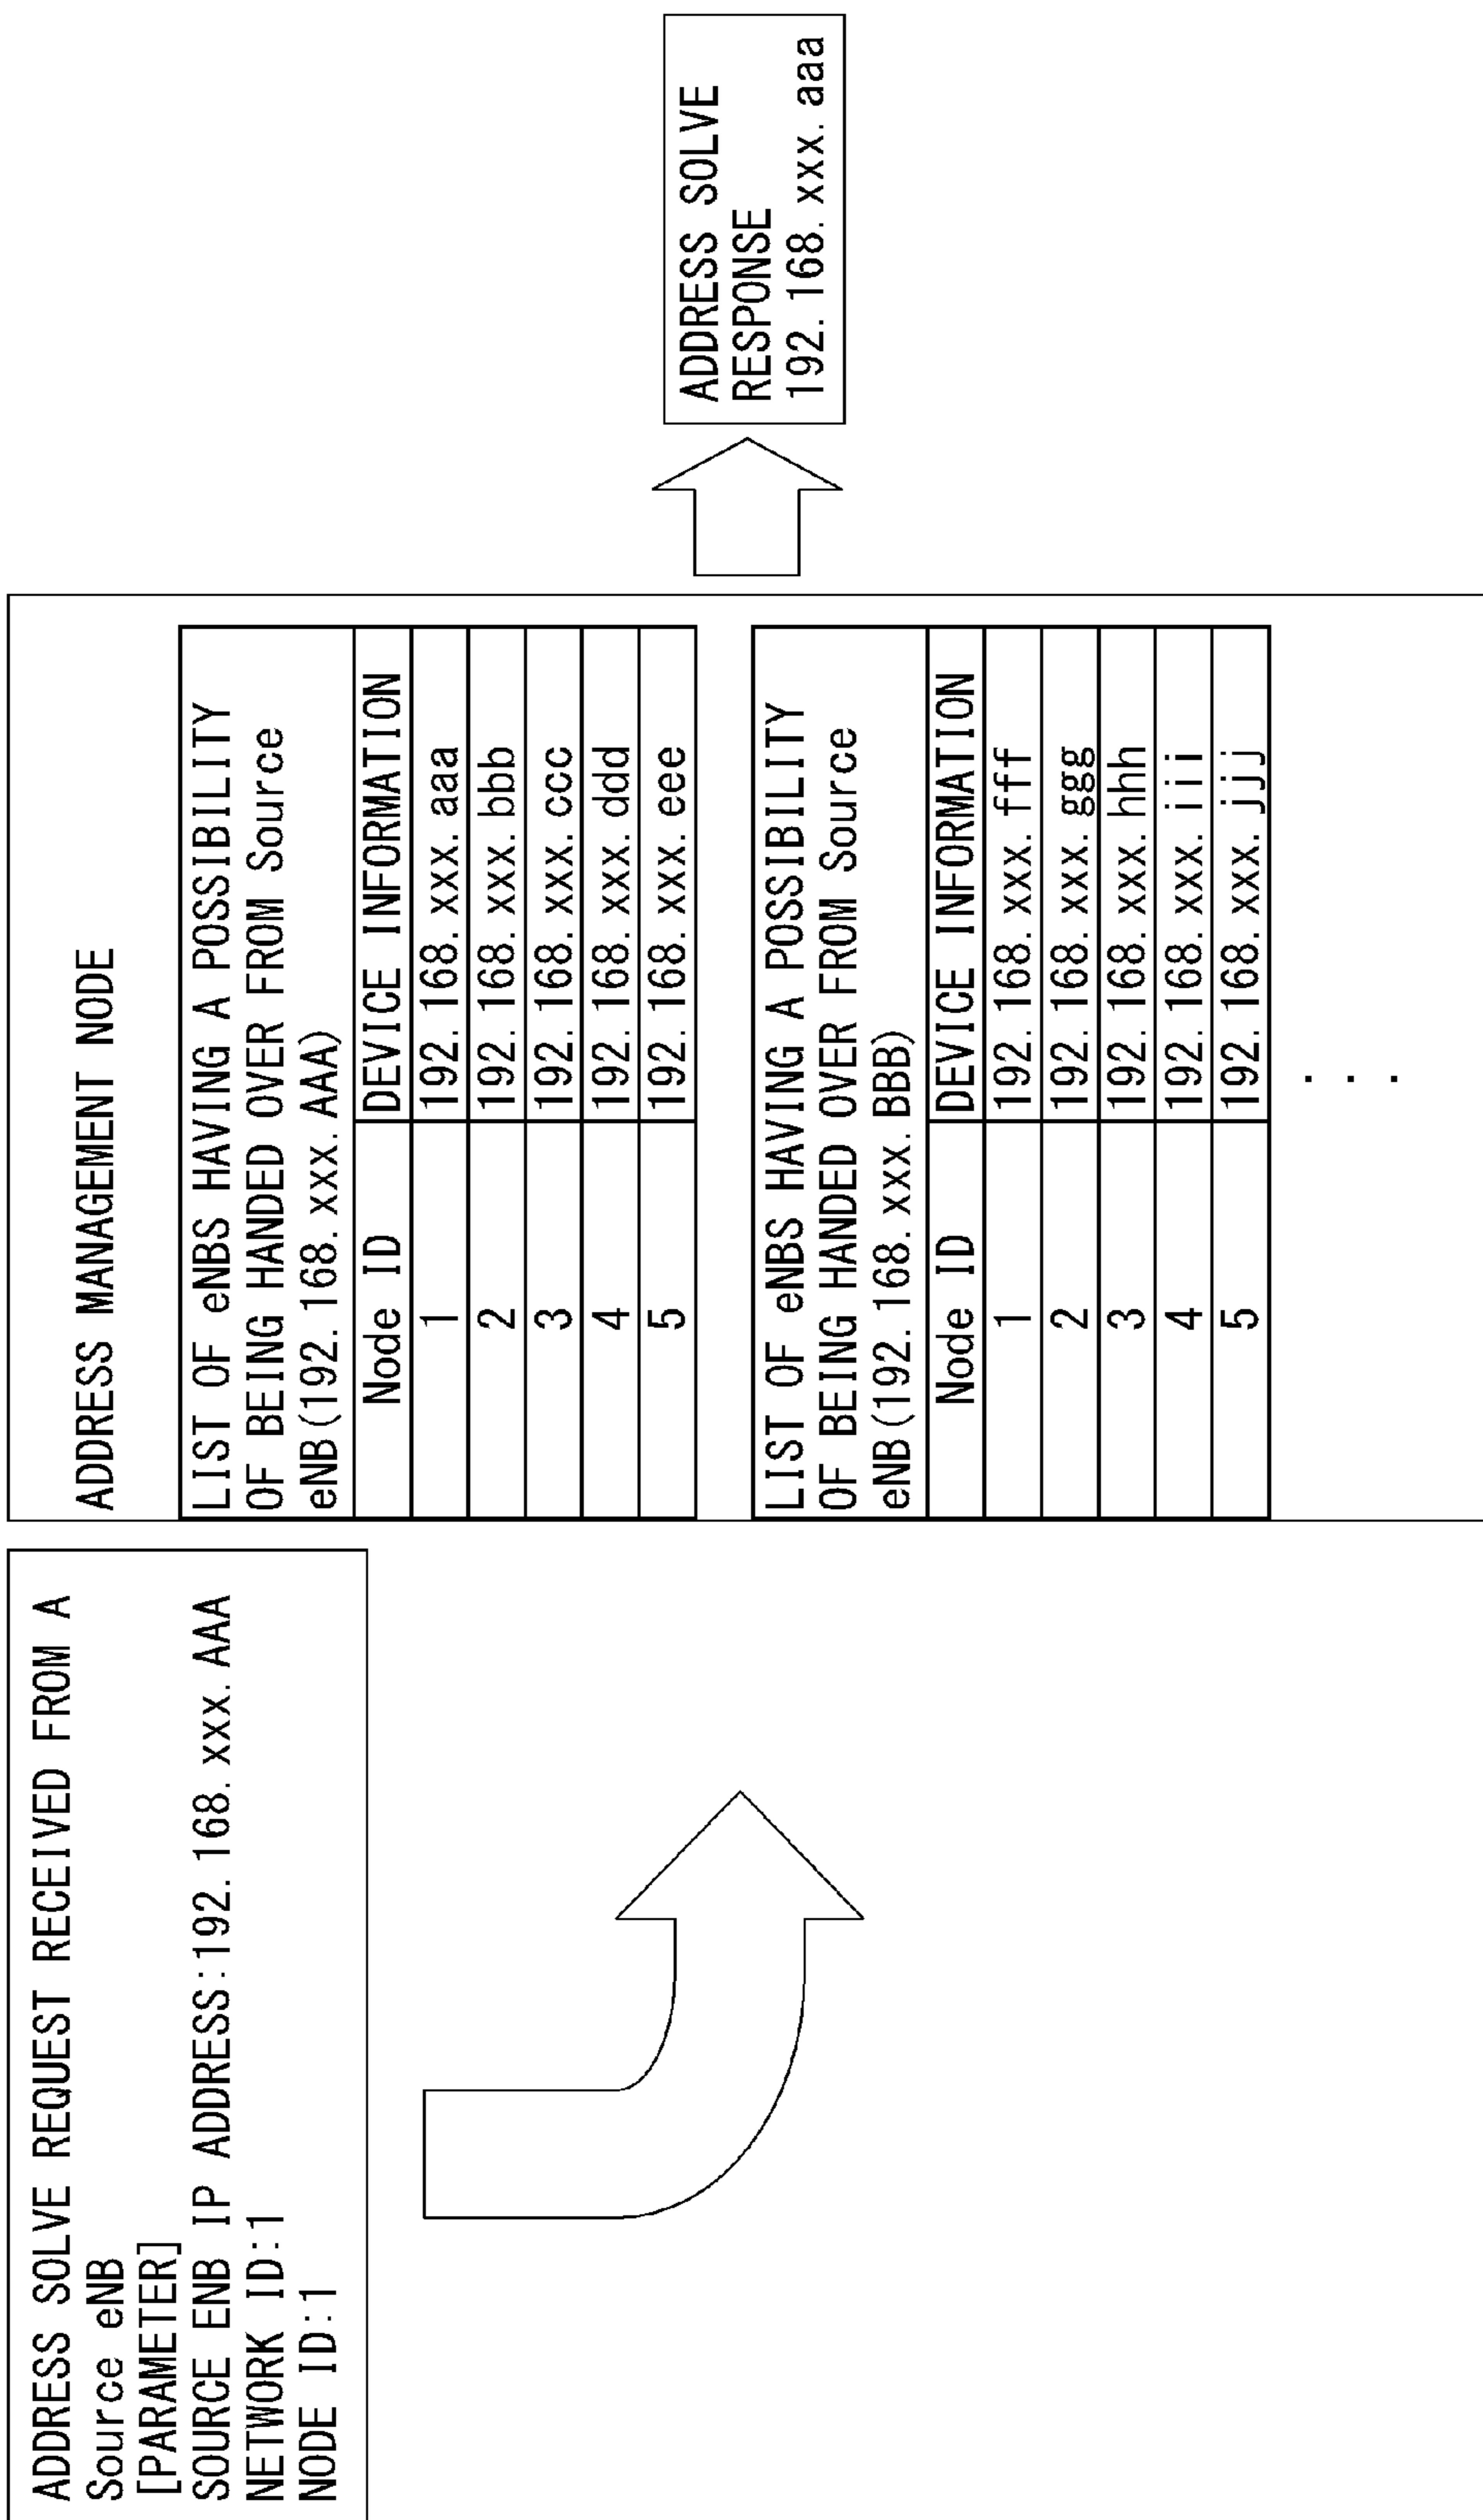 ADDRESS SOLVE REQUEST RECEIVED FROM A
Source eNB
[PARAMETER]
SOURCE ENB IP ADDRESS:192.168.xxx.AAA
NETWORK ID:1
NODE ID:1
ADDRESS MANAGEMENT NODE
LIST OF eNBS HAVING A POSSIBILITY
OF BEING HANDED OVER FROM Source
eNB(192.168.xxx.AAA)
Node ID DEVICE INFORMATION
1 192.168.xxx.aaa
2 192.168.xxx.bbb
3 192.168.xxx.ccc
4 192.168.xxx.ddd
5 192.168.xxx.eee
LIST OF eNBS HAVING A POSSIBILITY
OF BEING HANDED OVER FROM Source
eNB(192.168.xxx.BBB)
Node ID DEVICE INFORMATION
1 192.168.xxx.fff
2 192.168.xxx.ggg
3 192.168.xxx.hhh
4 192.168.xxx.iii
5 192.168.xxx.jjj
...
ADDRESS SOLVE
RESPONSE
192.168.xxx.aaa